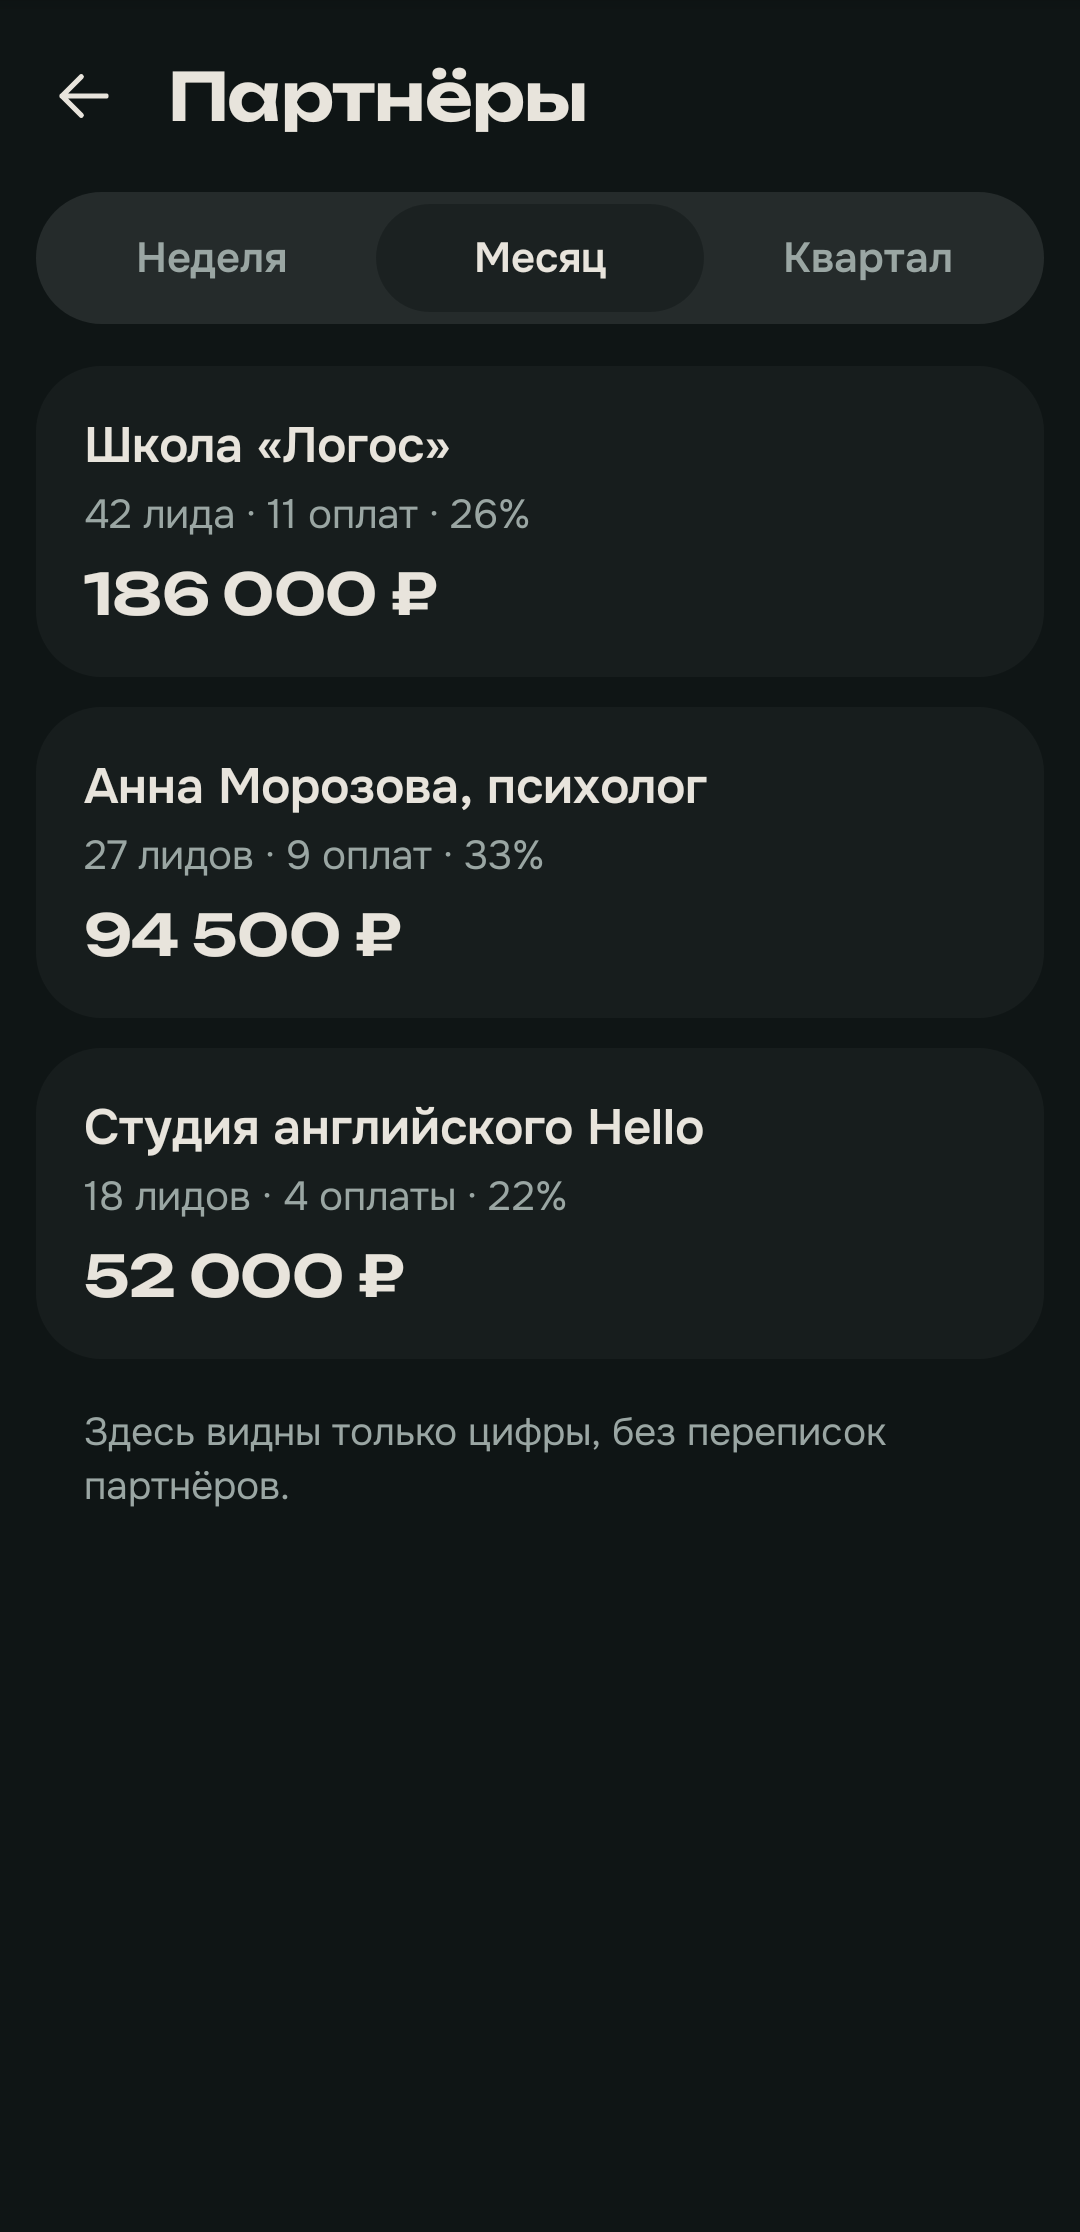 Партнёры
Неделя Месяц Квартал
Школа «Логос»
42 лида · 11 оплат · 26%
186 000 ₽
Анна Морозова, психолог
27 лидов · 9 оплат · 33%
94 500 ₽
Студия английского Hello
18 лидов · 4 оплаты · 22%
52 000 ₽
Здесь видны только цифры, без переписок
партнёров.